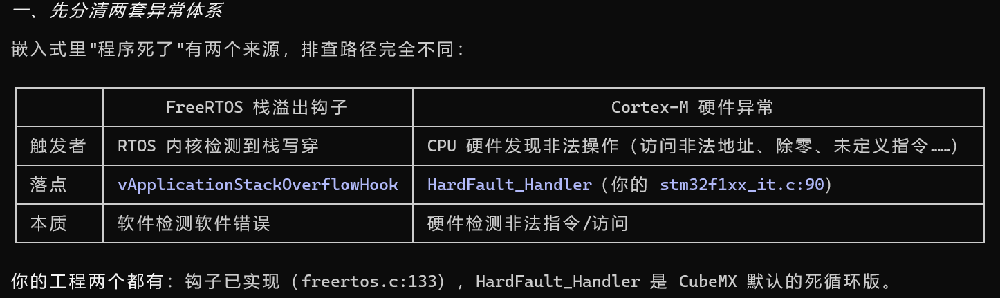 一、先分清两套异常体系
嵌入式里"程序死了"有两个来源，排查路径完全不同：
FreeRTOS 栈溢出钩子 Cortex-M 硬件异常
触发者 RTOS 内核检测到栈写穿 CPU 硬件发现非法操作（访问非法地址、除零、未定义指令……）
落点 vApplicationStackOverflowHook HardFault_Handler（你的 stm32f1xx_it.c:90）
本质 软件检测软件错误 硬件检测非法指令/访问
你的工程两个都有：钩子已实现（freertos.c:133），HardFault_Handler 是 CubeMX 默认的死循环版。